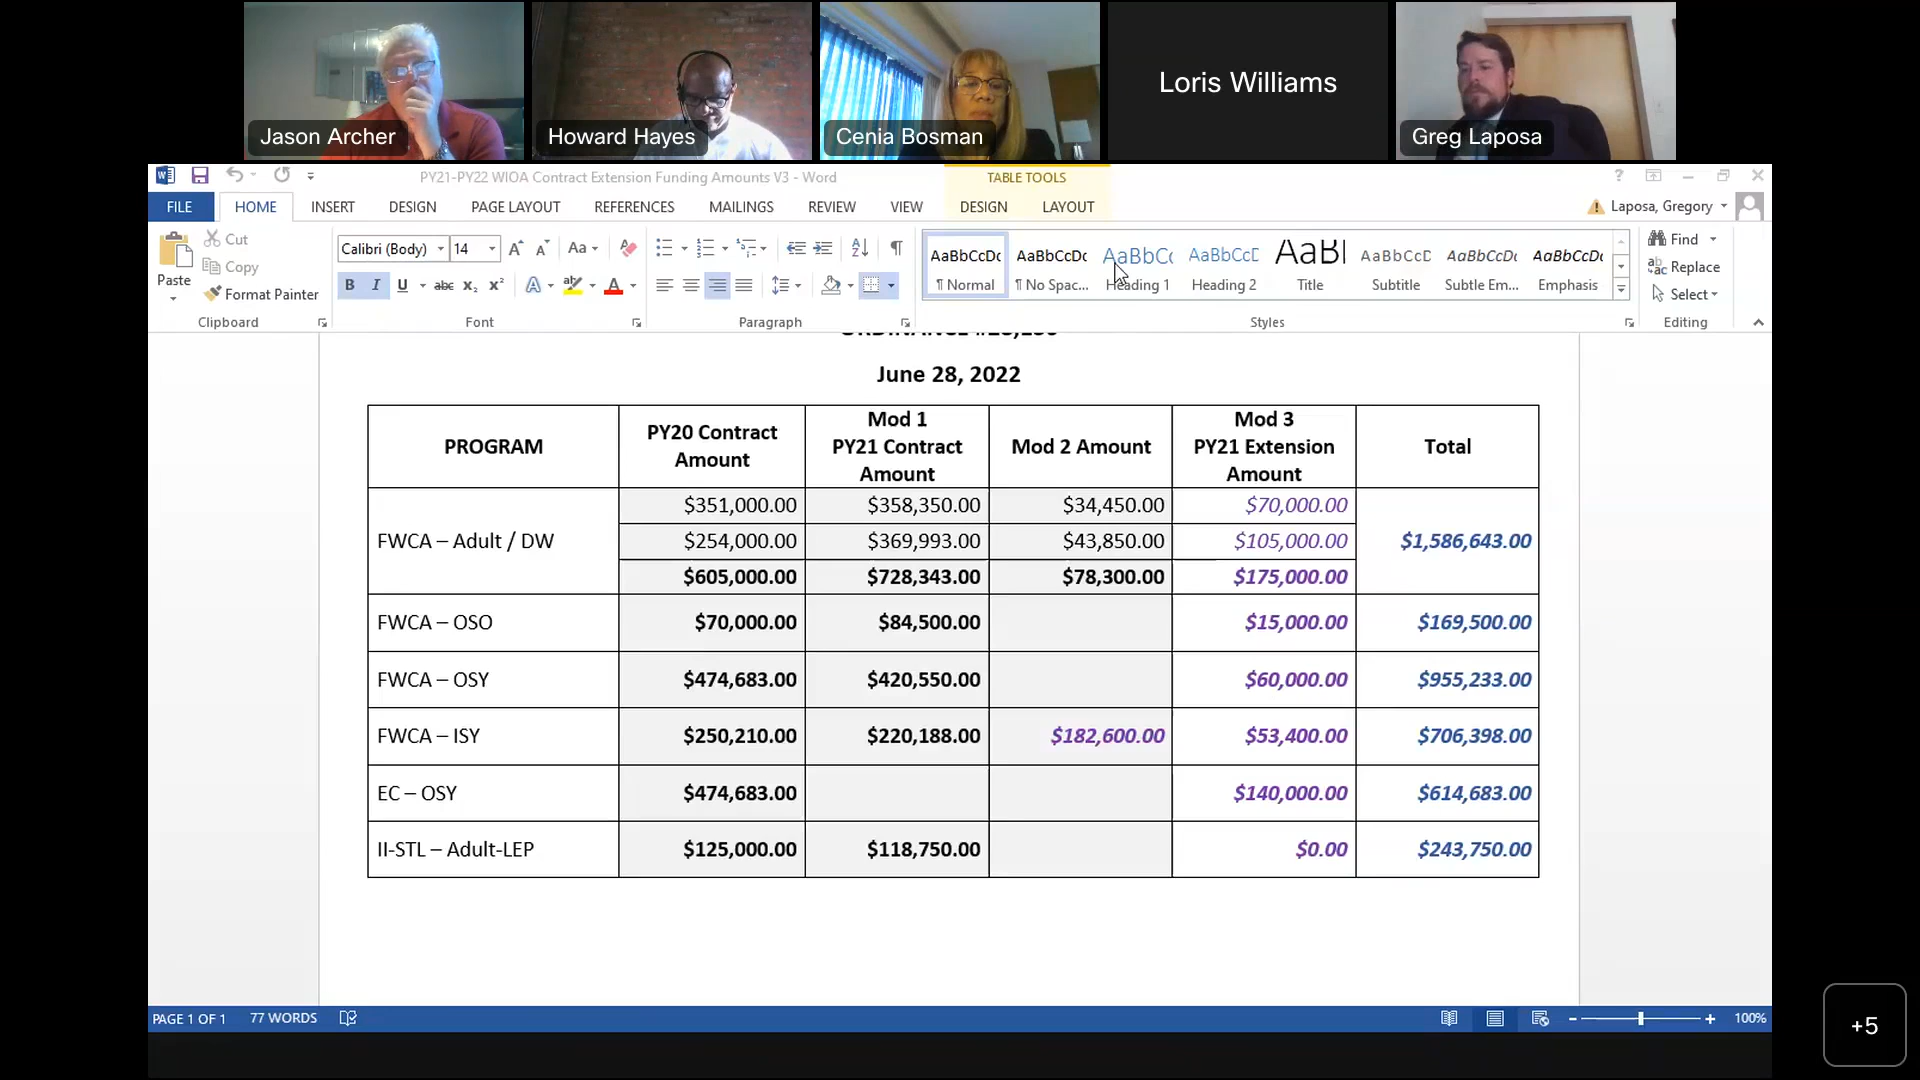 Jason Archer
Howard Hayes
Cenia Bosman
Loris Williams
Greg Laposa
PY21-PY22 WIOA Contract Extension Funding Amounts V3 - Word
TABLE TOOLS
?
FILE HOME INSERT DESIGN PAGE LAYOUT REFERENCES MAILINGS REVIEW VIEW DESIGN LAYOUT
Laposa, Gregory
Paste
Cut
Copy
Format Painter
Clipboard
Calibri (Body) 14
Font
Paragraph
¶ Normal
¶ No Spac...
Heading 1
Heading 2
Title
Subtitle
Subtle Em...
Emphasis
Styles
Find
Replace
Select
Editing
June 28, 2022
PROGRAM
PY20 Contract
Amount
Mod 1
PY21 Contract
Amount
Mod 2 Amount
Mod 3
PY21 Extension
Amount
Total
FWCA – Adult / DW
$351,000.00 $358,350.00 $34,450.00 $70,000.00
$254,000.00 $369,993.00 $43,850.00 $105,000.00
$605,000.00 $728,343.00 $78,300.00 $175,000.00
$1,586,643.00
FWCA – OSO $70,000.00 $84,500.00 $15,000.00 $169,500.00
FWCA – OSY $474,683.00 $420,550.00 $60,000.00 $955,233.00
FWCA – ISY $250,210.00 $220,188.00 $182,600.00 $53,400.00 $706,398.00
EC – OSY $474,683.00 $140,000.00 $614,683.00
II-STL – Adult-LEP $125,000.00 $118,750.00 $0.00 $243,750.00
PAGE 1 OF 1 77 WORDS
100%
+5